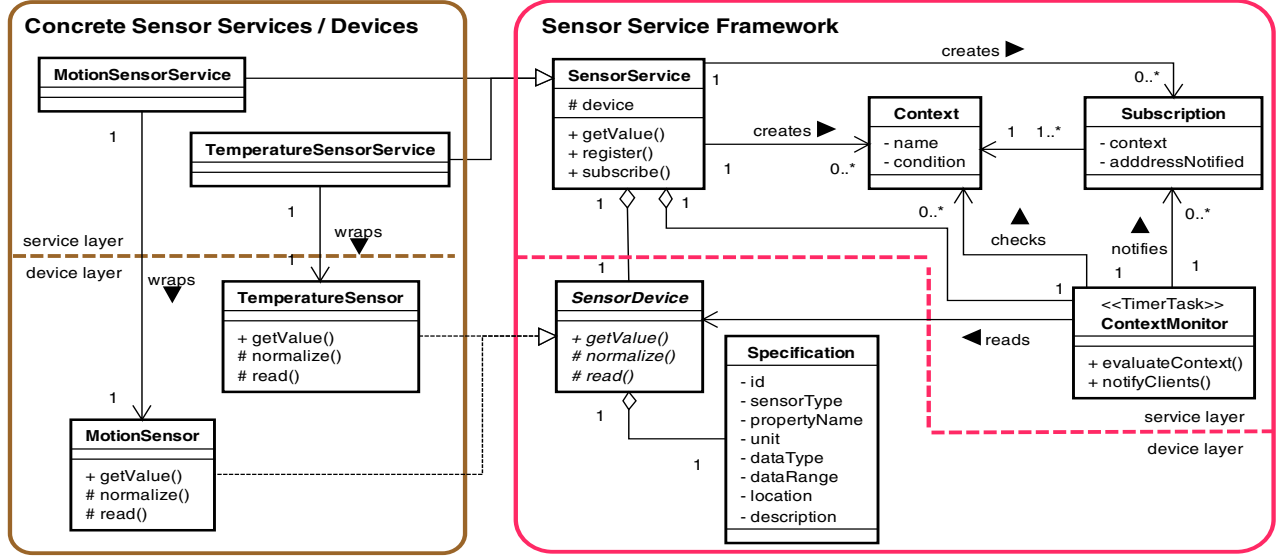 Concrete Sensor Services / Devices
MotionSensorService
1
TemperatureSensorService
1
wraps
service layer
device layer
1
wraps
TemperatureSensor
+ getValue()
# normalize()
# read()
1
MotionSensor
+ getValue()
# normalize()
# read()
Sensor Service Framework
SensorService
# device
+ getValue()
+ register()
+ subscribe()
1
creates
0..*
creates
1
0..*
Context
- name
- condition
1
1..*
Subscription
- context
- adddressNotified
1
1
0..*
checks
0..*
notifies
1
1
1
1
SensorDevice
+ getValue()
# normalize()
# read()
<<TimerTask>>
ContextMonitor
+ evaluateContext()
+ notifyClients()
reads
1
1
Specification
- id
- sensorType
- propertyName
- unit
- dataType
- dataRange
- location
- description
service layer
device layer